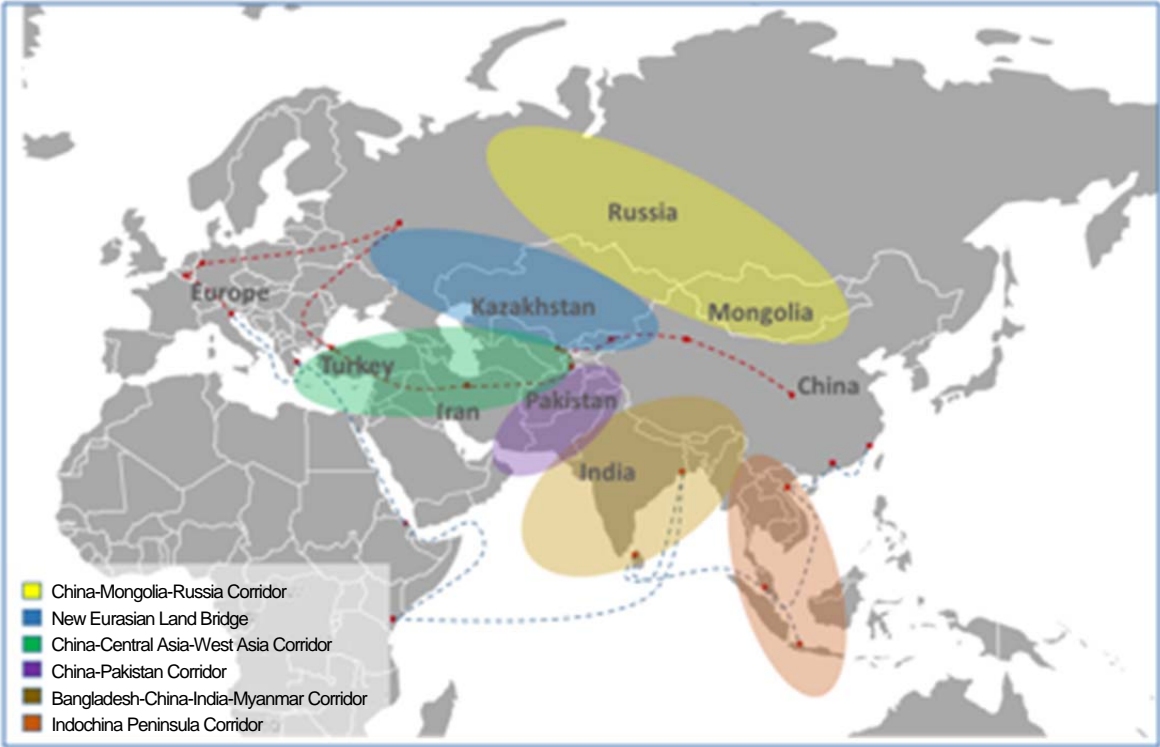 Russia
Europe
Kazakhstan
Mongolia
Turkey
China
Iran
Pakistan
India
China-Mongolia-Russia Corridor
New Eurasian Land Bridge
China-Central Asia-West Asia Corridor
China-Pakistan Corridor
Bangladesh-China-India-Myanmar Corridor
Indochina Peninsula Corridor